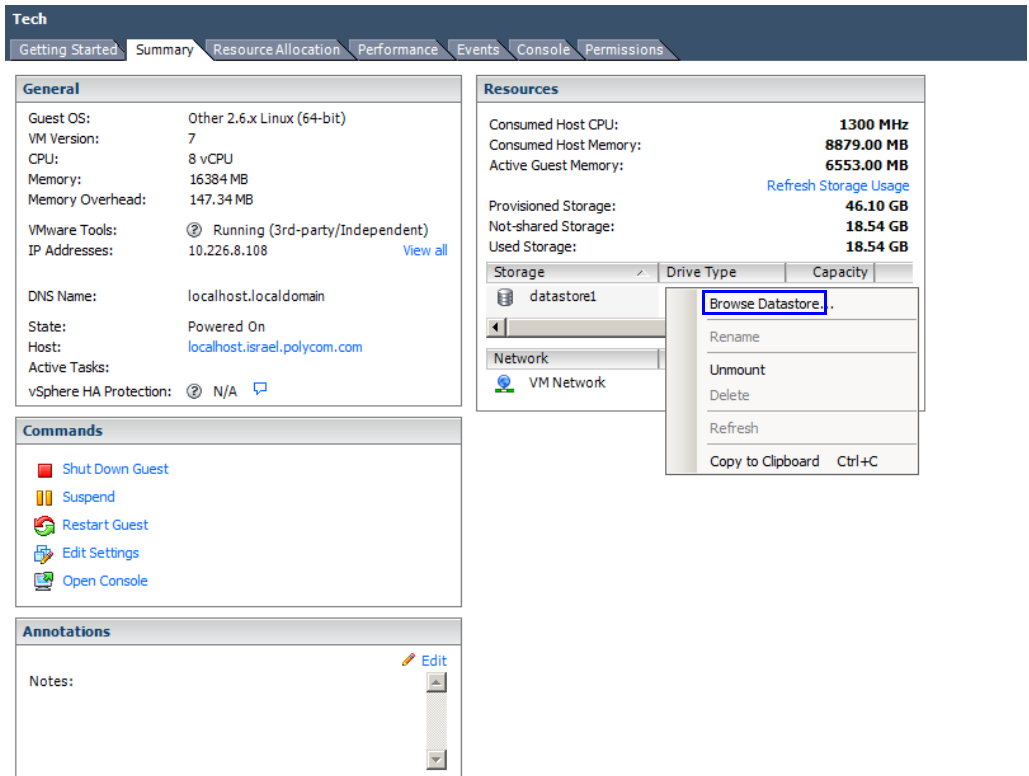 Tech
Getting Started Summary Resource Allocation Performance Events Console Permissions
General
Guest OS: Other 2.6.x Linux (64-bit)
VM Version: 7
CPU: 8 vCPU
Memory: 16384 MB
Memory Overhead: 147.34 MB
VMware Tools: Running (3rd-party/Independent)
IP Addresses: 10.226.8.108 View all
DNS Name: localhost.localdomain
State: Powered On
Host: localhost.israel.polycom.com
Active Tasks:
vSphere HA Protection: N/A
Commands
Shut Down Guest
Suspend
Restart Guest
Edit Settings
Open Console
Annotations
Edit
Notes:
Resources
Consumed Host CPU: 1300 MHz
Consumed Host Memory: 8879.00 MB
Active Guest Memory: 6553.00 MB
Refresh Storage Usage
Provisioned Storage: 46.10 GB
Not-shared Storage: 18.54 GB
Used Storage: 18.54 GB
Storage Drive Type Capacity
datastore1
Network
VM Network
Browse Datastore...
Rename
Unmount
Delete
Refresh
Copy to Clipboard Ctrl+C